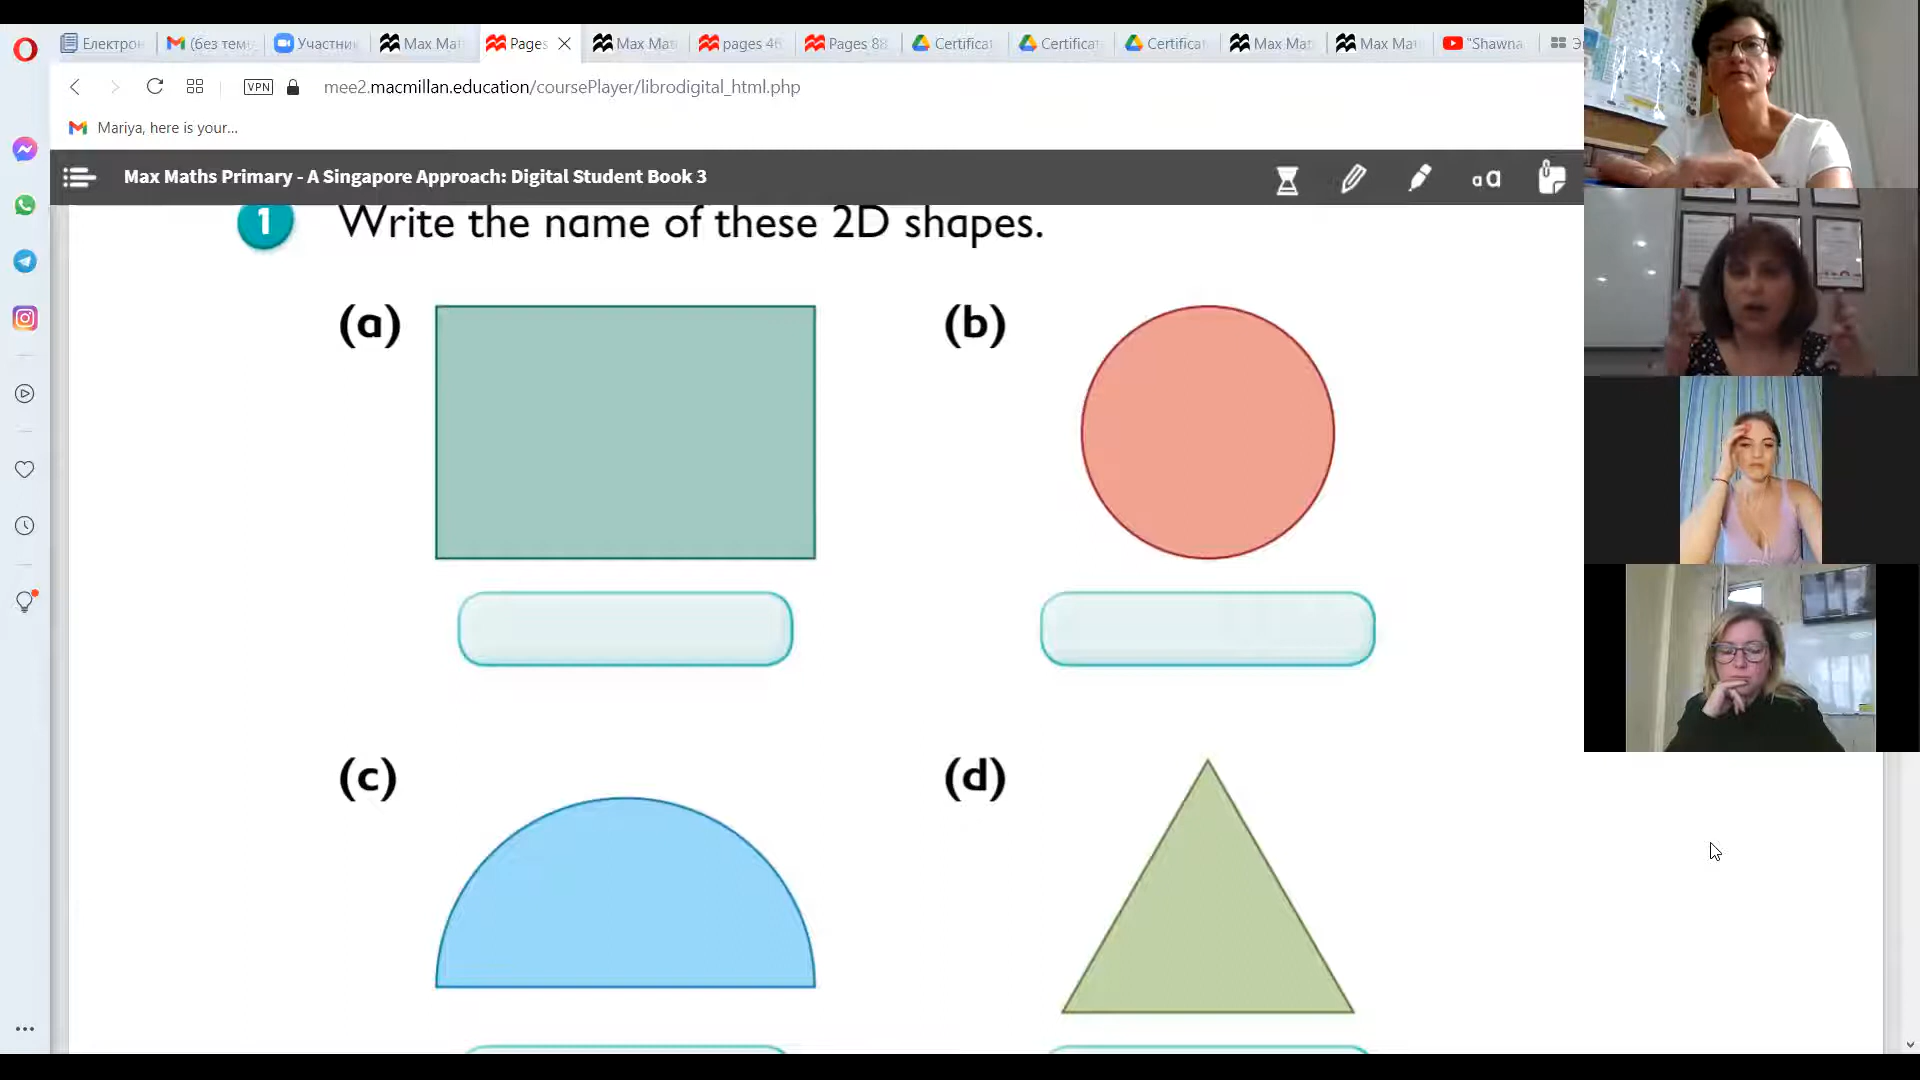 Електрон
(без тему
Участник
Max Mat
Pages
Max Mat
pages 46
Pages 88
Certificat
Certificat
Certificat
Max Mat
Max Mat
"Shawna
VPN
mee2.macmillan.education/coursePlayer/librodigital_html.php
Mariya, here is your...
Max Maths Primary - A Singapore Approach: Digital Student Book 3
aa
1 Write the name of these 2D shapes.
(a) (b)
(c) (d)